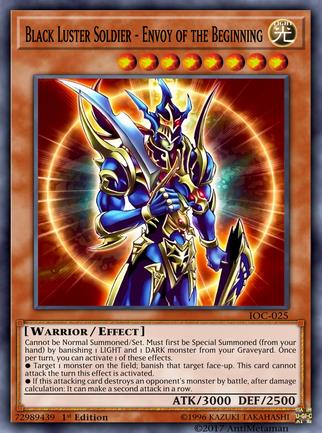 Black Luster Soldier - Envoy of the Beginning
LIGHT
光
IOC-025
[Warrior / Effect]
Cannot be Normal Summoned/Set. Must first be Special Summoned (from
your hand) by banishing 1 LIGHT and 1 DARK monster from your Graveyard. Once
per turn, you can activate 1 of these effects.
● Target 1 monster on the field; banish that target face-up. This card cannot
attack the turn this effect is activated.
● If this attacking card destroys an opponent's monster by battle, after damage
calculation: It can make a second attack in a row.
ATK/3000 DEF/2500
72989439 1st Edition ©1996 KAZUKI TAKAHASHI
©2017 AntiMetaman